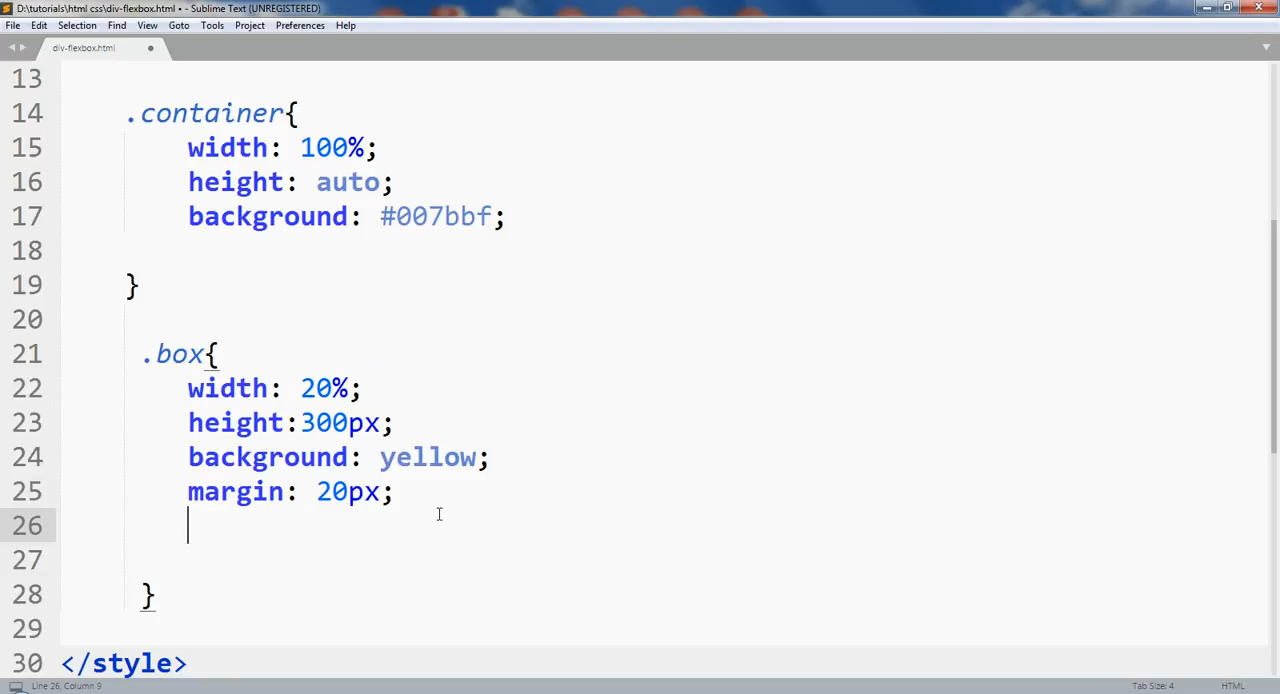 D:\tutorials\html css\div-flexbox.html • - Sublime Text (UNREGISTERED)
File Edit Selection Find View Goto Tools Project Preferences Help
div-flexbox.html
13
14 .container{
15 width: 100%;
16 height: auto;
17 background: #007bbf;
18
19 }
20
21 .box{
22 width: 20%;
23 height:300px;
24 background: yellow;
25 margin: 20px;
26
27
28 }
29
30 </style>
Line 26, Column 9 Tab Size: 4 HTML